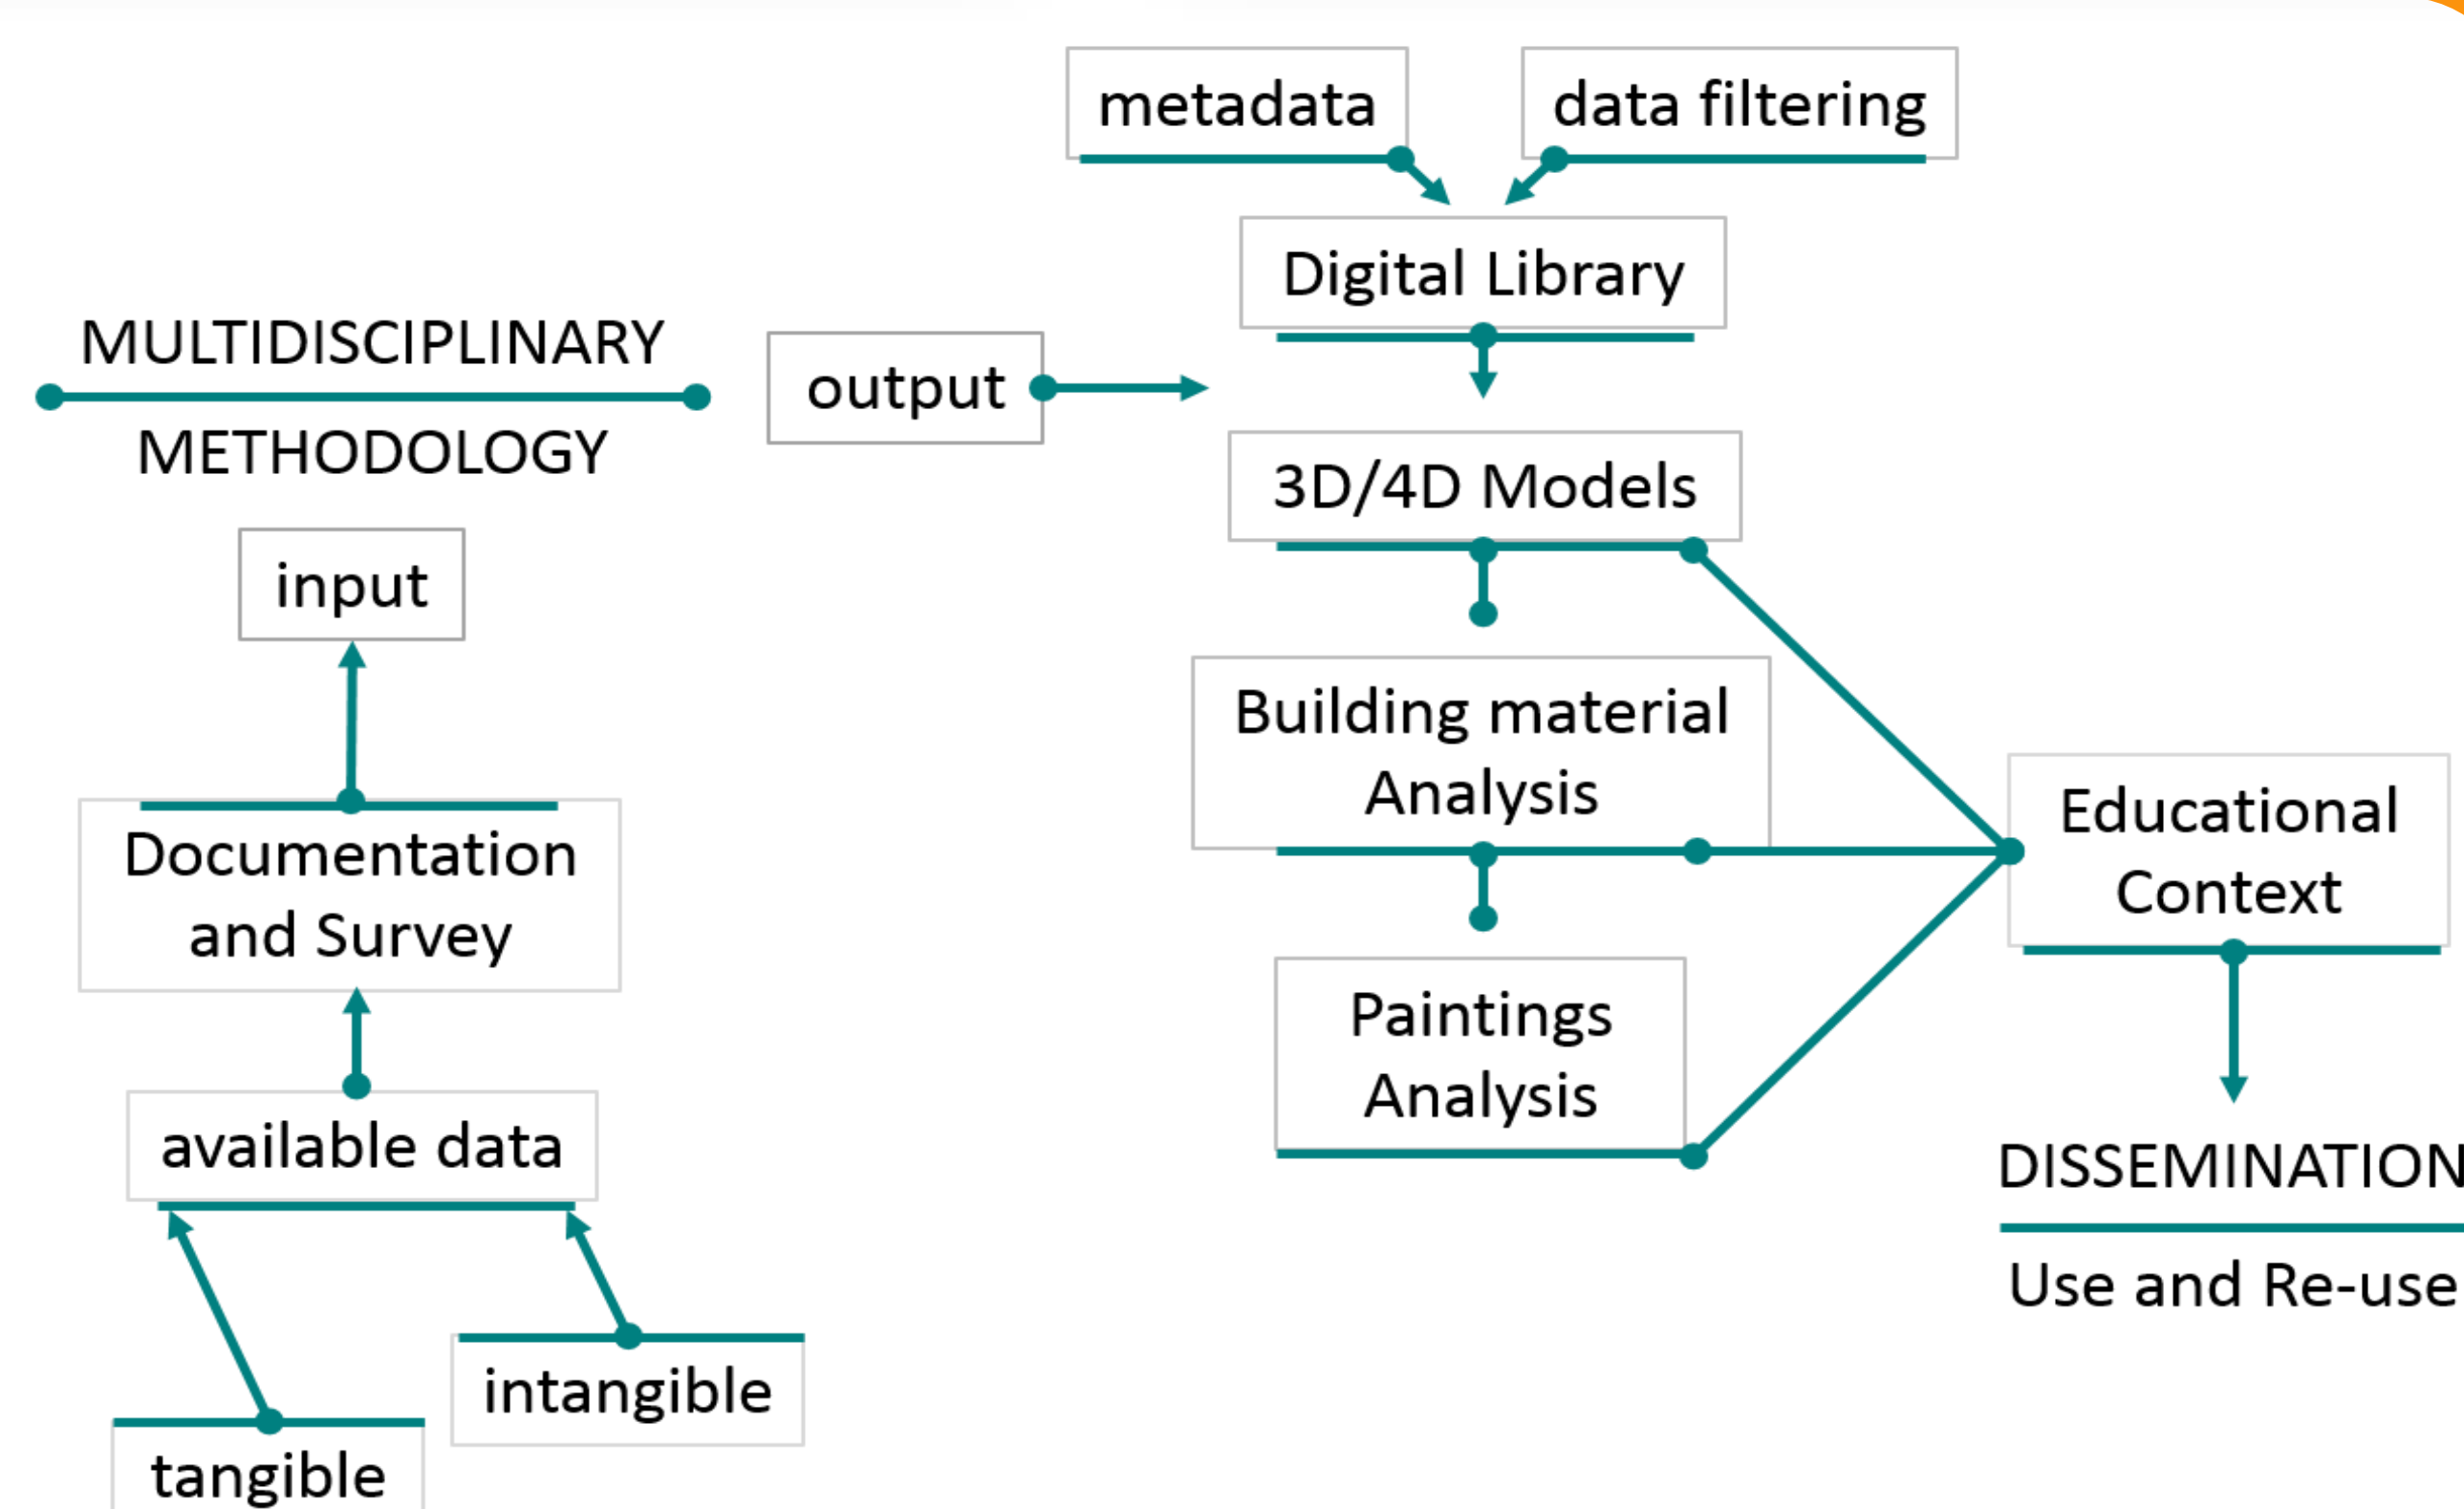 metadata
data filtering
Digital Library
MULTIDISCIPLINARY
METHODOLOGY
output
3D/4D Models
input
Building material
Analysis
Documentation
and Survey
Educational
Context
Paintings
Analysis
available data
DISSEMINATION
Use and Re-use
intangible
tangible